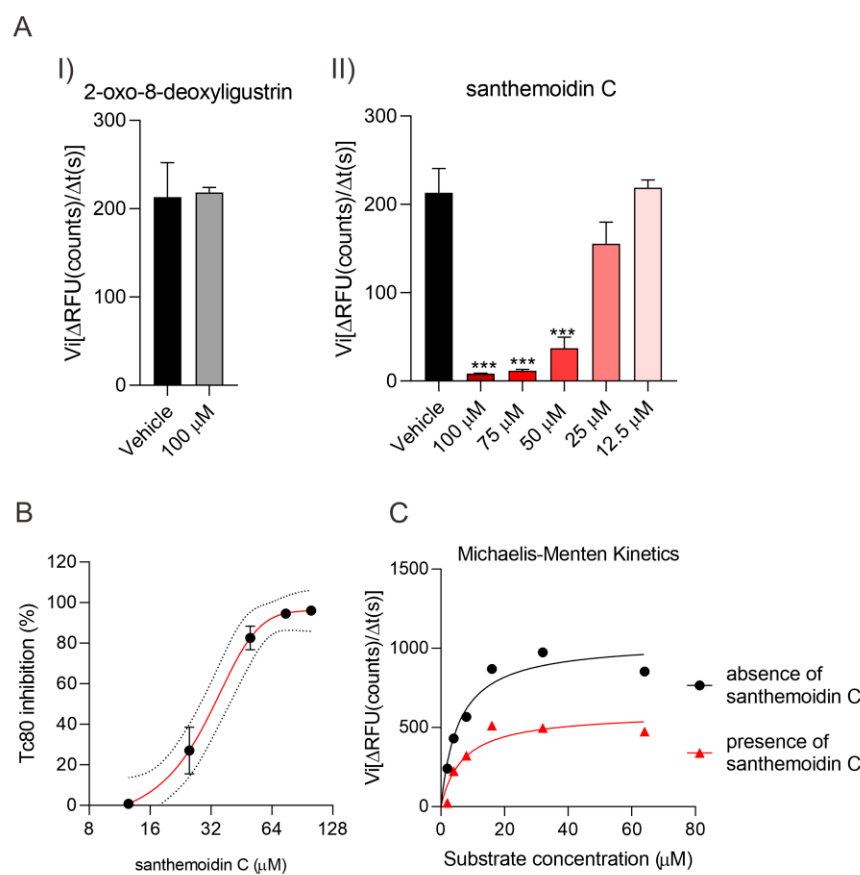 A
I)
2-oxo-8-deoxyligustrin
Vi[ΔRFU(counts)/Δt(s)]
300
200
100
0
Vehicle
100 μM
II)
santhemoidin C
Vi[ΔRFU(counts)/Δt(s)]
300
200
100
0
***
***
***
Vehicle
100 μM
75 μM
50 μM
25 μM
12.5 μM
B
Tc80 inhibition (%)
120
100
80
60
40
20
0
8 16 32 64 128
santhemoidin C (μM)
C
Michaelis-Menten Kinetics
Vi[ΔRFU(counts)/Δt(s)]
1500
1000
500
0
0 20 40 60 80
Substrate concentration (μM)
absence of
santhemoidin C
presence of
santhemoidin C